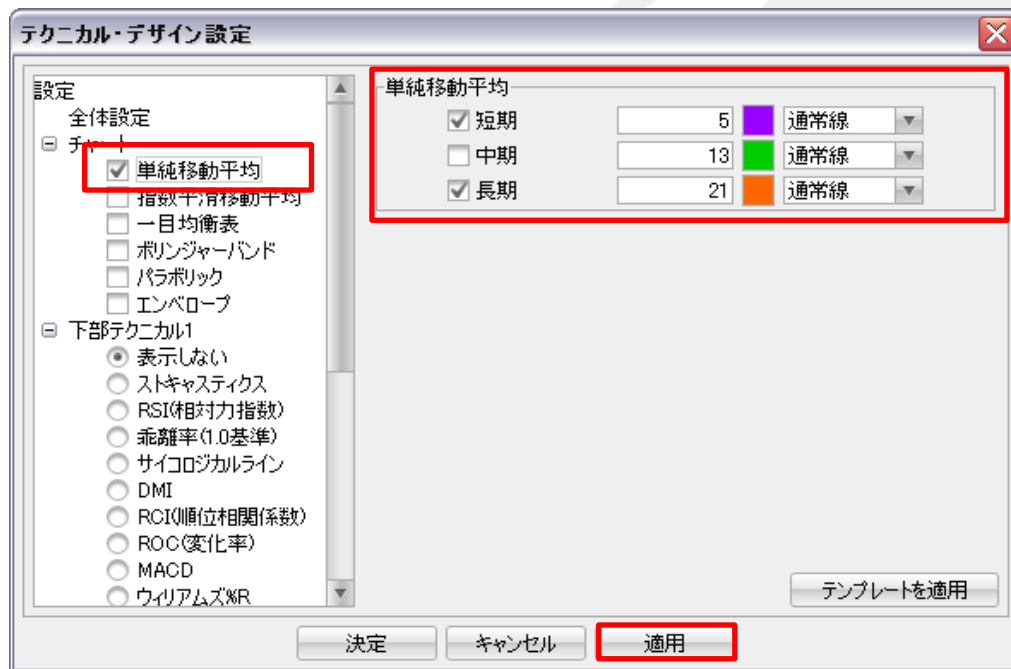 テクニカル・デザイン設定
設定
全体設定
単純移動平均
指数平滑移動平均
一目均衡表
ボリンジャーバンド
パラボリック
エンベロープ
下部テクニカル1
表示しない
ストキャスティクス
RSI(相対力指数)
乖離率(1.0基準)
サイコロジカルライン
DMI
RCI(順位相関係数)
ROC(変化率)
MACD
ウィリアムズ%R
単純移動平均
短期 5 通常線
中期 13 通常線
長期 21 通常線
テンプレートを適用
決定 キャンセル 適用